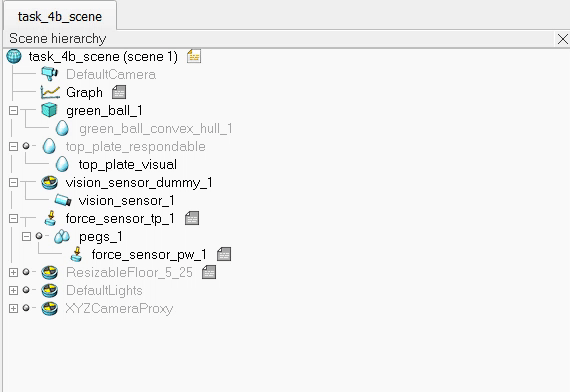 task_4b_scene
Scene hierarchy
task_4b_scene (scene 1)
DefaultCamera
Graph
green_ball_1
green_ball_convex_hull_1
top_plate_respondable
top_plate_visual
vision_sensor_dummy_1
vision_sensor_1
force_sensor_tp_1
pegs_1
force_sensor_pw_1
ResizableFloor_5_25
DefaultLights
XYZCameraProxy